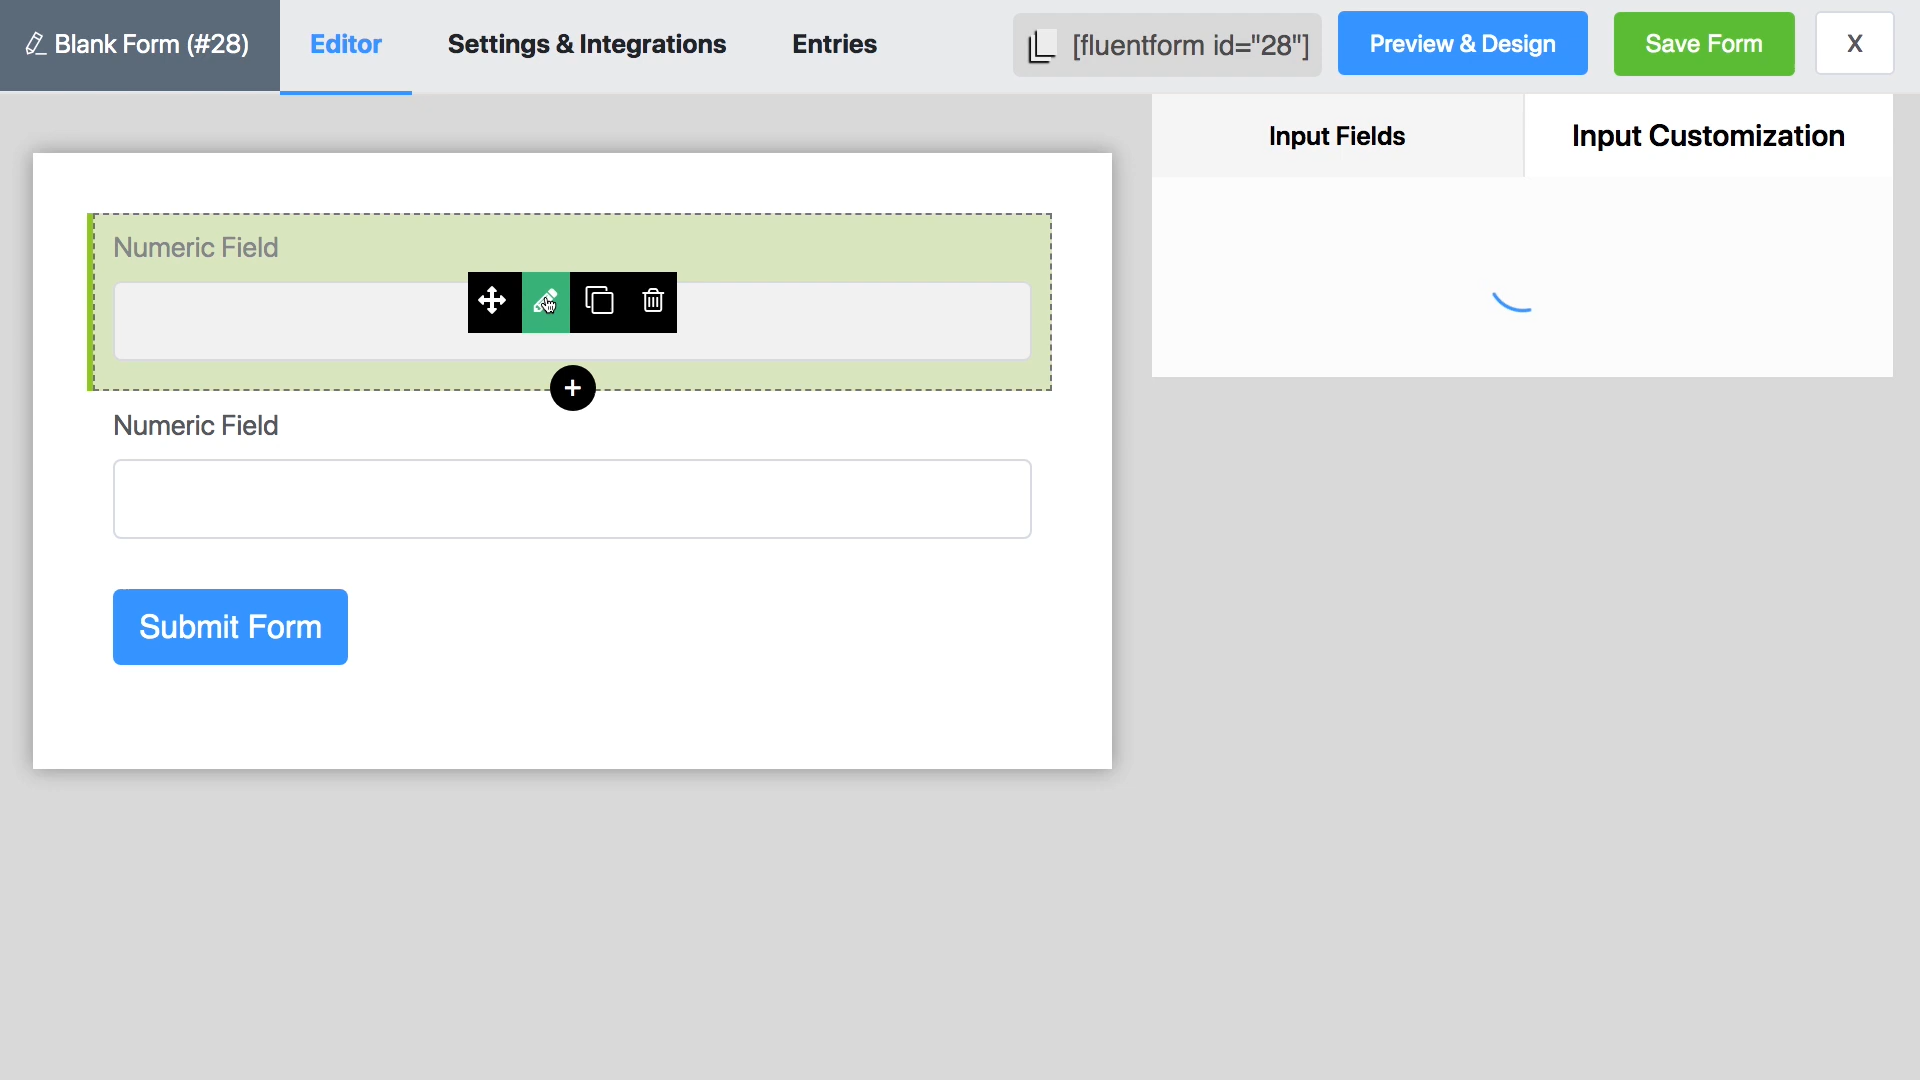 Blank Form (#28)
Editor
Settings & Integrations
Entries
[fluentform id="28"]
Preview & Design
Save Form
X
Input Fields
Input Customization
Numeric Field
Numeric Field
Submit Form